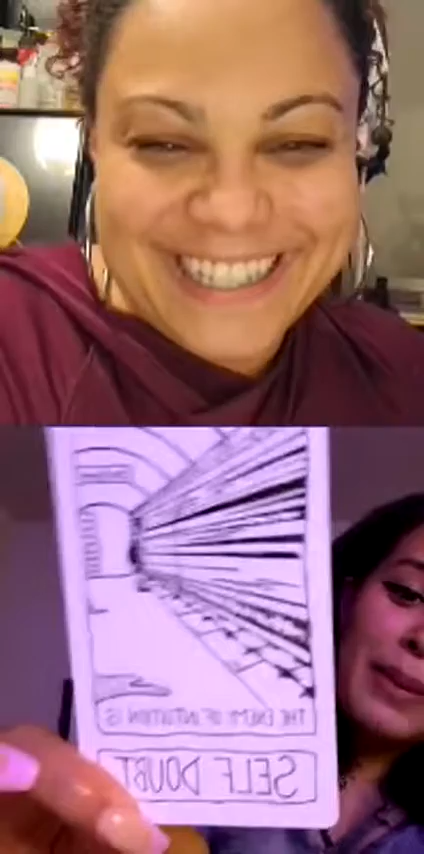 THE ENEMY OF INTUITION IS
SELF DOUBT